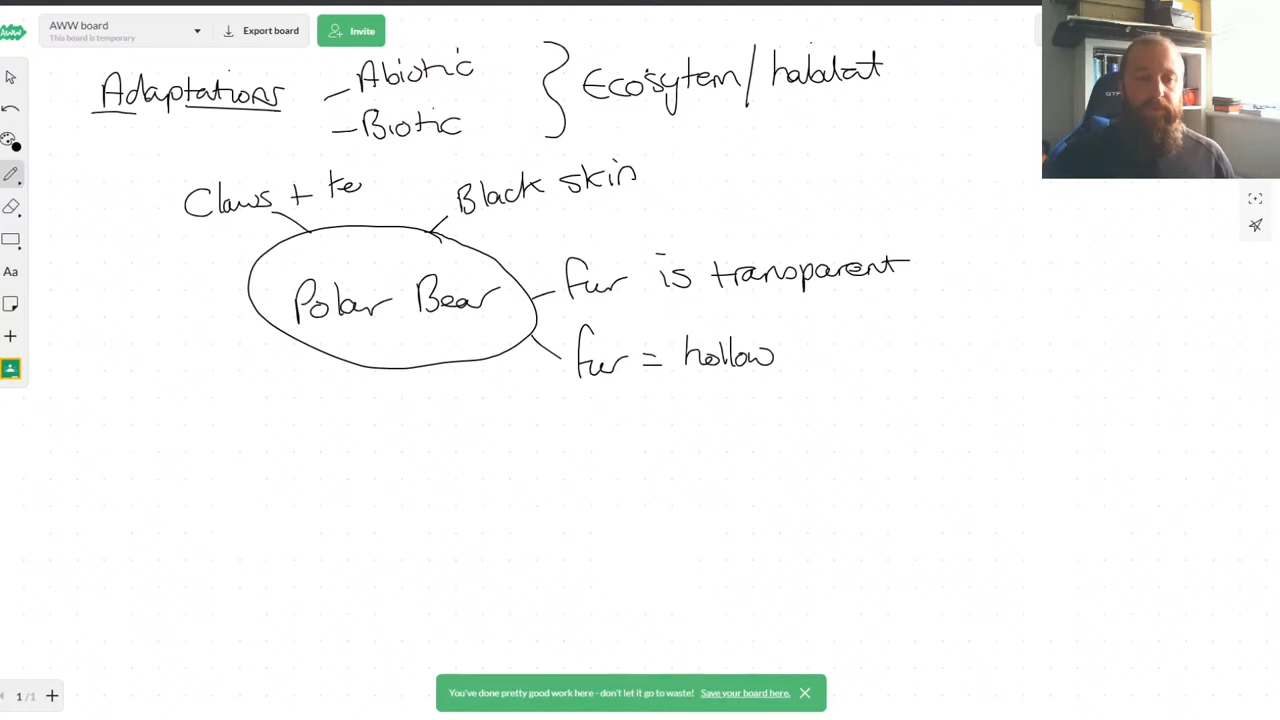 AWW board
This board is temporary
Export board
Invite
Adaptations
- Abiotic
- Biotic
Ecosytem/habitat
Claws + te
Black skin
Polar Bear
fur is transparent
fur = hollow
Aa
GTF
1 / 1
You've done pretty good work here - don't let it go to waste! Save your board here.